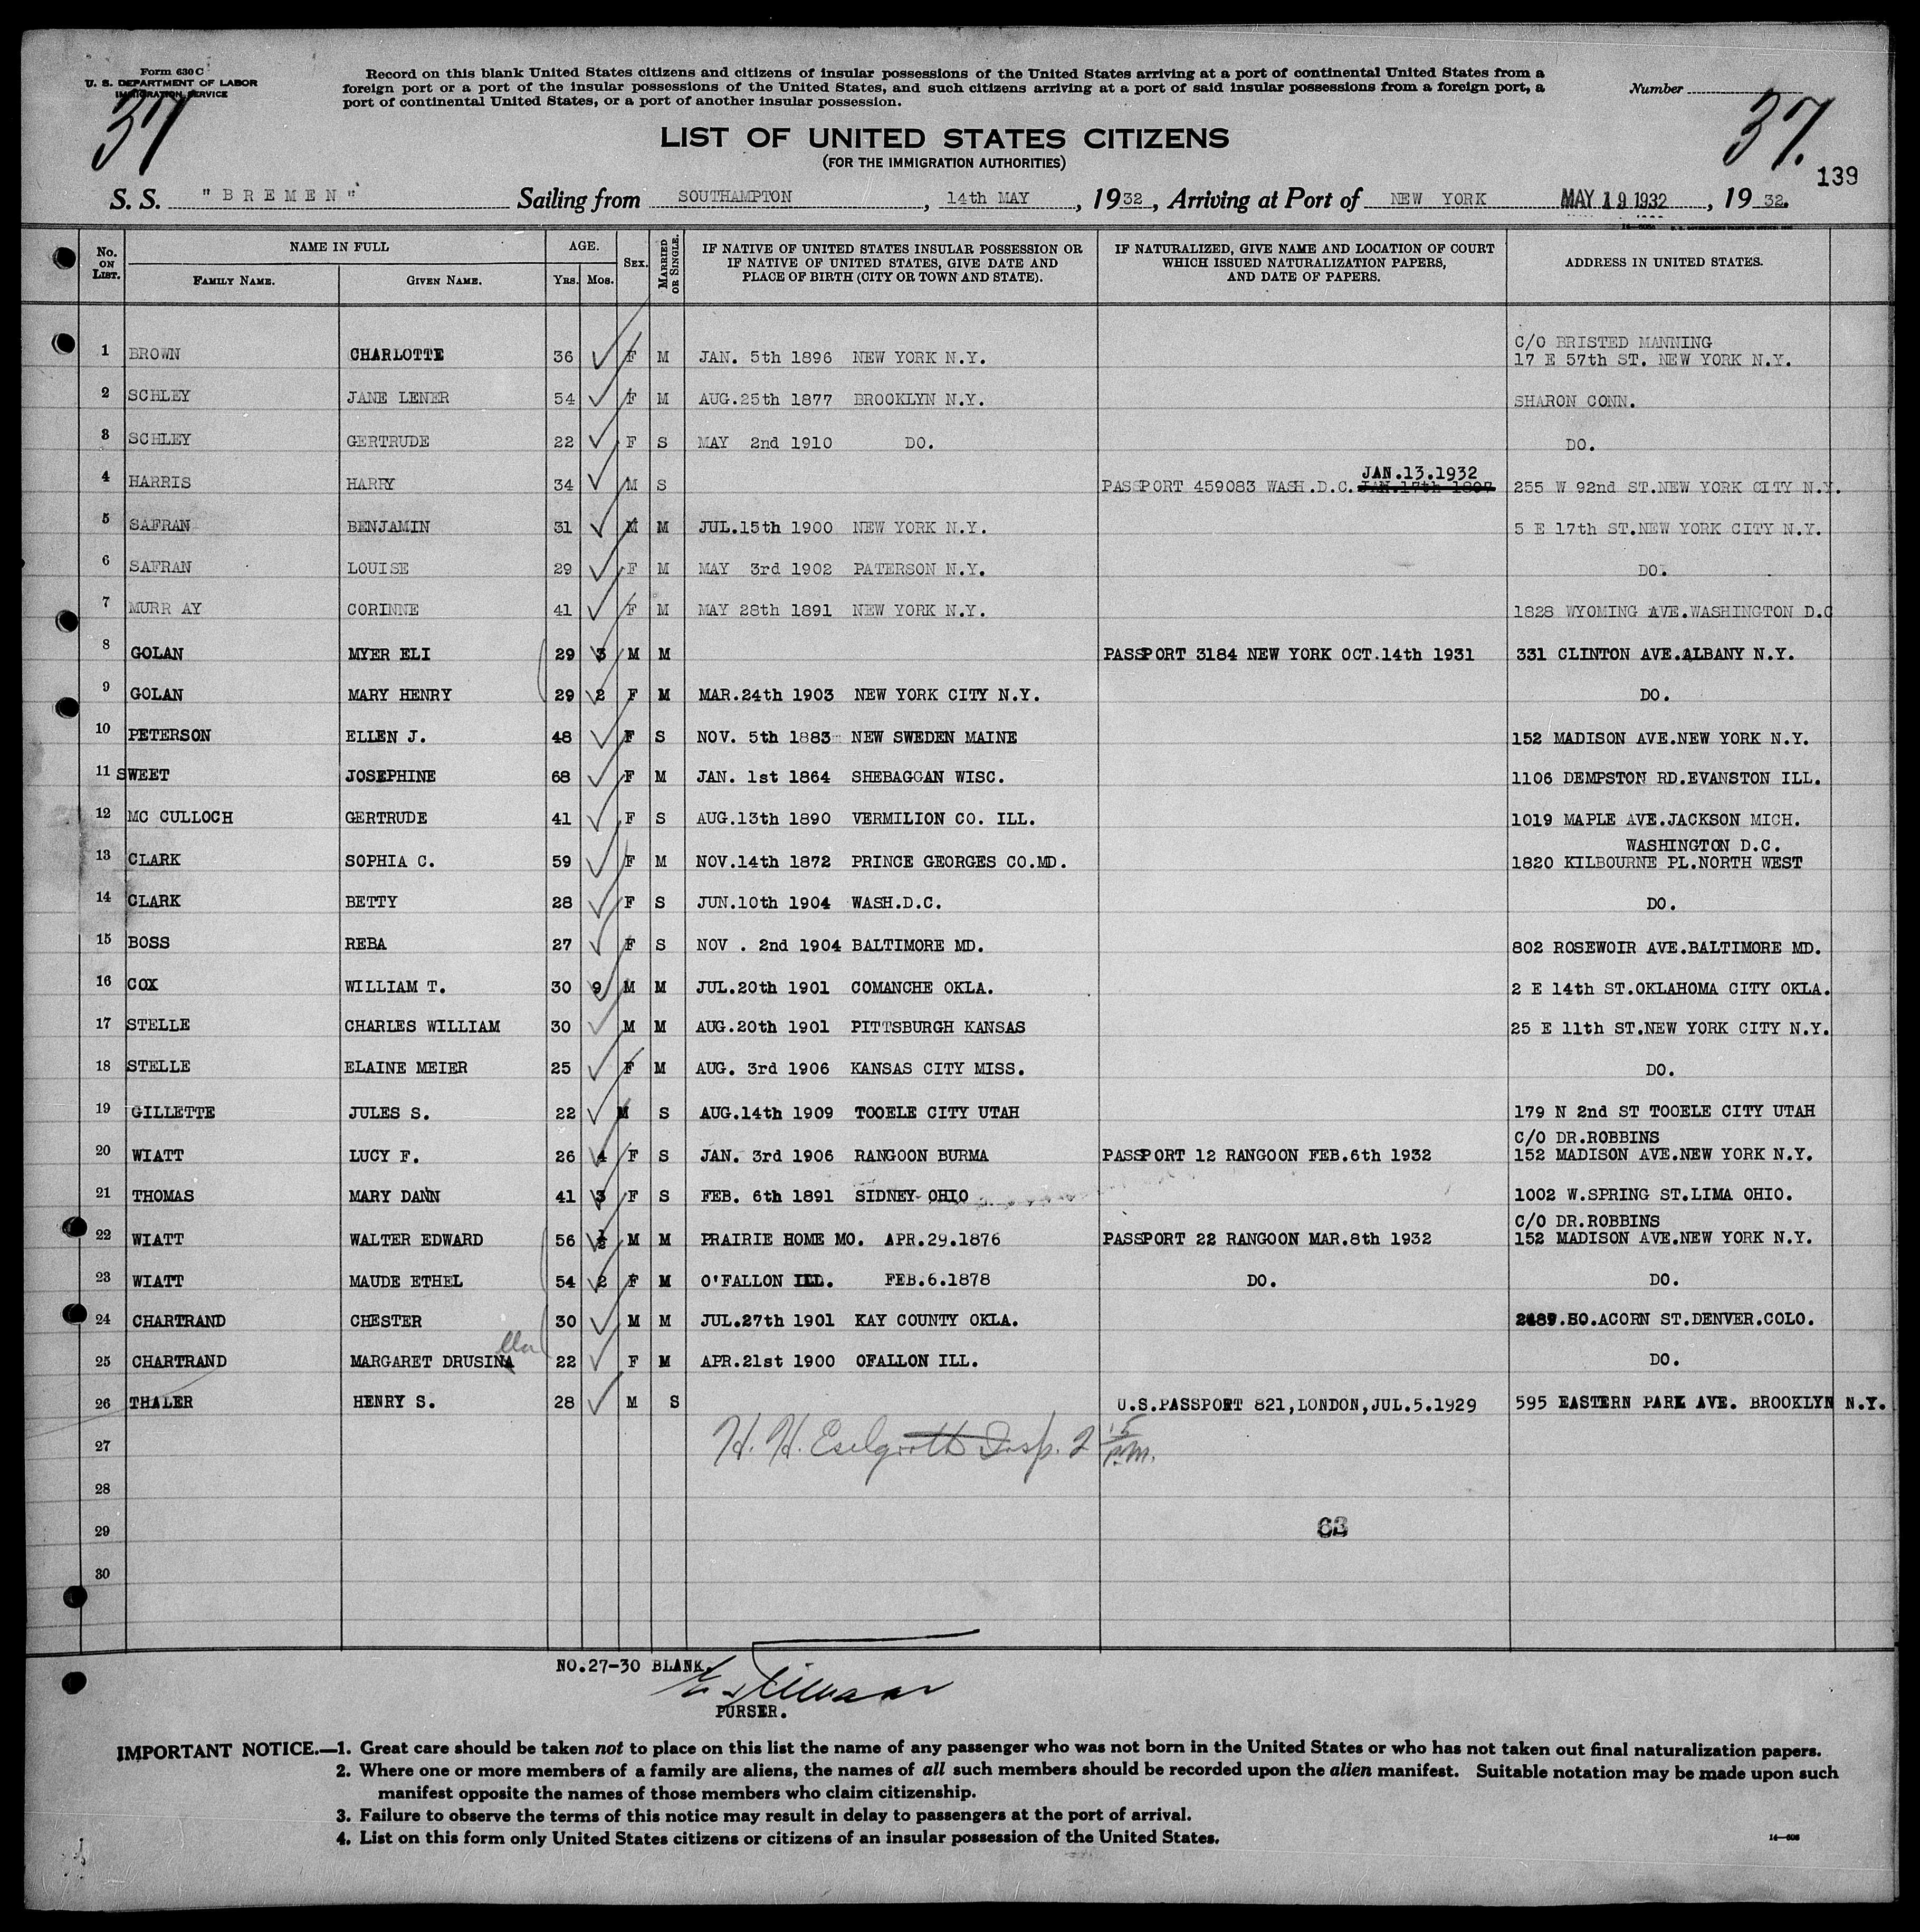 Form 630 C
U. S. DEPARTMENT OF LABOR
IMMIGRATION SERVICE
37
Record on this blank United States citizens and citizens of insular possessions of the United States arriving at a port of continental United States from a
foreign port or a port of the insular possessions of the United States, and such citizens arriving at a port of said insular possessions from a foreign port, a
port of continental United States, or a port of another insular possession.
Number
37.
139
LIST OF UNITED STATES CITIZENS
(FOR THE IMMIGRATION AUTHORITIES)
S. S. "BREMEN" Sailing from SOUTHAMPTON, 14th MAY, 1932, Arriving at Port of NEW YORK MAY 19 1932, 1932.
No. ON LIST. NAME IN FULL FAMILY NAME. GIVEN NAME. AGE. YRS. MOS. SEX. MARRIED OR SINGLE. IF NATIVE OF UNITED STATES INSULAR POSSESSION OR IF NATIVE OF UNITED STATES, GIVE DATE AND PLACE OF BIRTH (CITY OR TOWN AND STATE). IF NATURALIZED, GIVE NAME AND LOCATION OF COURT WHICH ISSUED NATURALIZATION PAPERS, AND DATE OF PAPERS. ADDRESS IN UNITED STATES.
C/O BRISTED MANNING
1 BROWN CHARLOTTE 36 F M JAN. 5th 1896 NEW YORK N.Y. 17 E 57th ST. NEW YORK N.Y.
2 SCHLEY JANE LENER 54 F M AUG.25th 1877 BROOKLYN N.Y. SHARON CONN.
3 SCHLEY GERTRUDE 22 F S MAY 2nd 1910 DO. DO.
JAN.13.1932
4 HARRIS HARRY 34 M S PASSPORT 459083 WASH.D.C. JAN.17th 1897 255 W 92nd ST.NEW YORK CITY N.Y.
5 SAFRAN BENJAMIN 31 M M JUL.15th 1900 NEW YORK N.Y. 5 E 17th ST.NEW YORK CITY N.Y.
6 SAFRAN LOUISE 29 F M MAY 3rd 1902 PATERSON N.Y. DO.
7 MURR AY CORINNE 41 F M MAY 28th 1891 NEW YORK N.Y. 1828 WYOMING AVE.WASHINGTON D.C
8 GOLAN MYER ELI 29 3 M M PASSPORT 3184 NEW YORK OCT.14th 1931 331 CLINTON AVE.ALBANY N.Y.
9 GOLAN MARY HENRY 29 2 F M MAR.24th 1903 NEW YORK CITY N.Y. DO.
10 PETERSON ELLEN J. 48 F S NOV. 5th 1883 NEW SWEDEN MAINE 152 MADISON AVE.NEW YORK N.Y.
11 SWEET JOSEPHINE 68 F M JAN. 1st 1864 SHEBAGGAN WISC. 1106 DEMPSTON RD.EVANSTON ILL.
12 MC CULLOCH GERTRUDE 41 F S AUG.13th 1890 VERMILION CO. ILL. 1019 MAPLE AVE.JACKSON MICH.
WASHINGTON D.C.
13 CLARK SOPHIA C. 59 F M NOV.14th 1872 PRINCE GEORGES CO.MD. 1820 KILBOURNE PL.NORTH WEST
14 CLARK BETTY 28 F S JUN.10th 1904 WASH.D.C. DO.
15 BOSS REBA 27 F S NOV . 2nd 1904 BALTIMORE MD. 802 ROSEWOIR AVE.BALTIMORE MD.
16 COX WILLIAM T. 30 9 M M JUL.20th 1901 COMANCHE OKLA. 2 E 14th ST.OKLAHOMA CITY OKLA.
17 STELLE CHARLES WILLIAM 30 M M AUG.20th 1901 PITTSBURGH KANSAS 25 E 11th ST.NEW YORK CITY N.Y.
18 STELLE ELAINE MEIER 25 F M AUG. 3rd 1906 KANSAS CITY MISS. DO.
19 GILLETTE JULES S. 22 M S AUG.14th 1909 TOOELE CITY UTAH 179 N 2nd ST TOOELE CITY UTAH
C/O DR.ROBBINS
20 WIATT LUCY F. 26 4 F S JAN. 3rd 1906 RANGOON BURMA PASSPORT 12 RANGOON FEB.6th 1932 152 MADISON AVE.NEW YORK N.Y.
21 THOMAS MARY DANN 41 3 F S FEB. 6th 1891 SIDNEY OHIO 1002 W.SPRING ST.LIMA OHIO.
C/O DR.ROBBINS
22 WIATT WALTER EDWARD 56 ½ M M PRAIRIE HOME MO. APR.29.1876 PASSPORT 22 RANGOON MAR.8th 1932 152 MADISON AVE.NEW YORK N.Y.
23 WIATT MAUDE ETHEL 54 2 F M O'FALLON ILL. FEB.6.1878 DO. DO.
24 CHARTRAND CHESTER 30 M M JUL.27th 1901 KAY COUNTY OKLA. SO.ACORN ST.DENVER.COLO.
lla
25 CHARTRAND MARGARET DRUSINA 22 F M APR.21st 1900 OFALLON ILL. DO.
26 THALER HENRY S. 28 M S U.S.PASSPORT 821,LONDON,JUL.5.1929 595 EASTERN PARK AVE. BROOKLYN N.Y.
27 H. H. Insp. 2 15 P.M.
28
29 63
30
NO.27-30 BLANK.
PURSER.
IMPORTANT NOTICE.—1. Great care should be taken not to place on this list the name of any passenger who was not born in the United States or who has not taken out final naturalization papers.
2. Where one or more members of a family are aliens, the names of all such members should be recorded upon the alien manifest. Suitable notation may be made upon such
manifest opposite the names of those members who claim citizenship.
3. Failure to observe the terms of this notice may result in delay to passengers at the port of arrival.
4. List on this form only United States citizens or citizens of an insular possession of the United States.
14—608